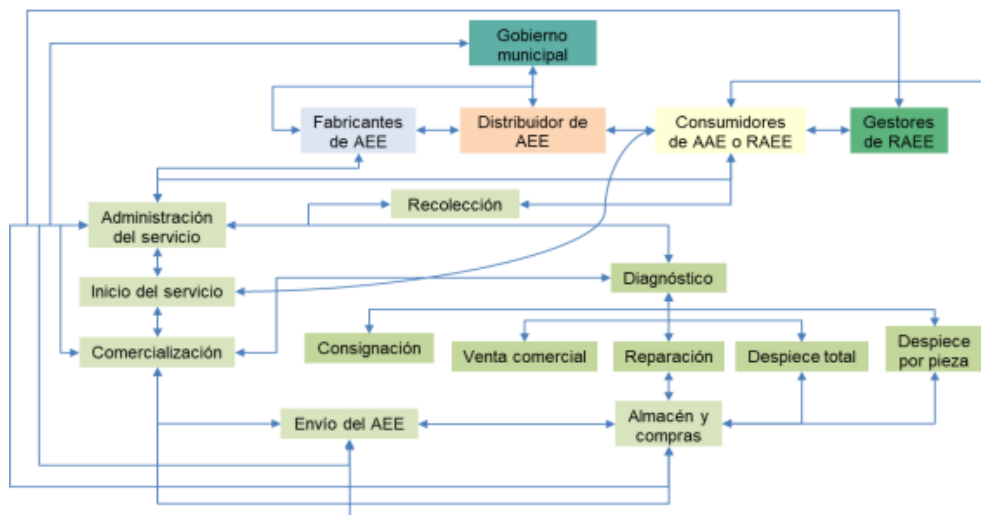 Gobierno
municipal
Fabricantes
de AEE
Distribuidor de
AEE
Consumidores
de AAE o RAEE
Gestores
de RAEE
Recolección
Administración
del servicio
Inicio del servicio
Diagnóstico
Comercialización
Consignación
Venta comercial
Reparación
Despiece total
Despiece
por pieza
Envío del AEE
Almacén y
compras